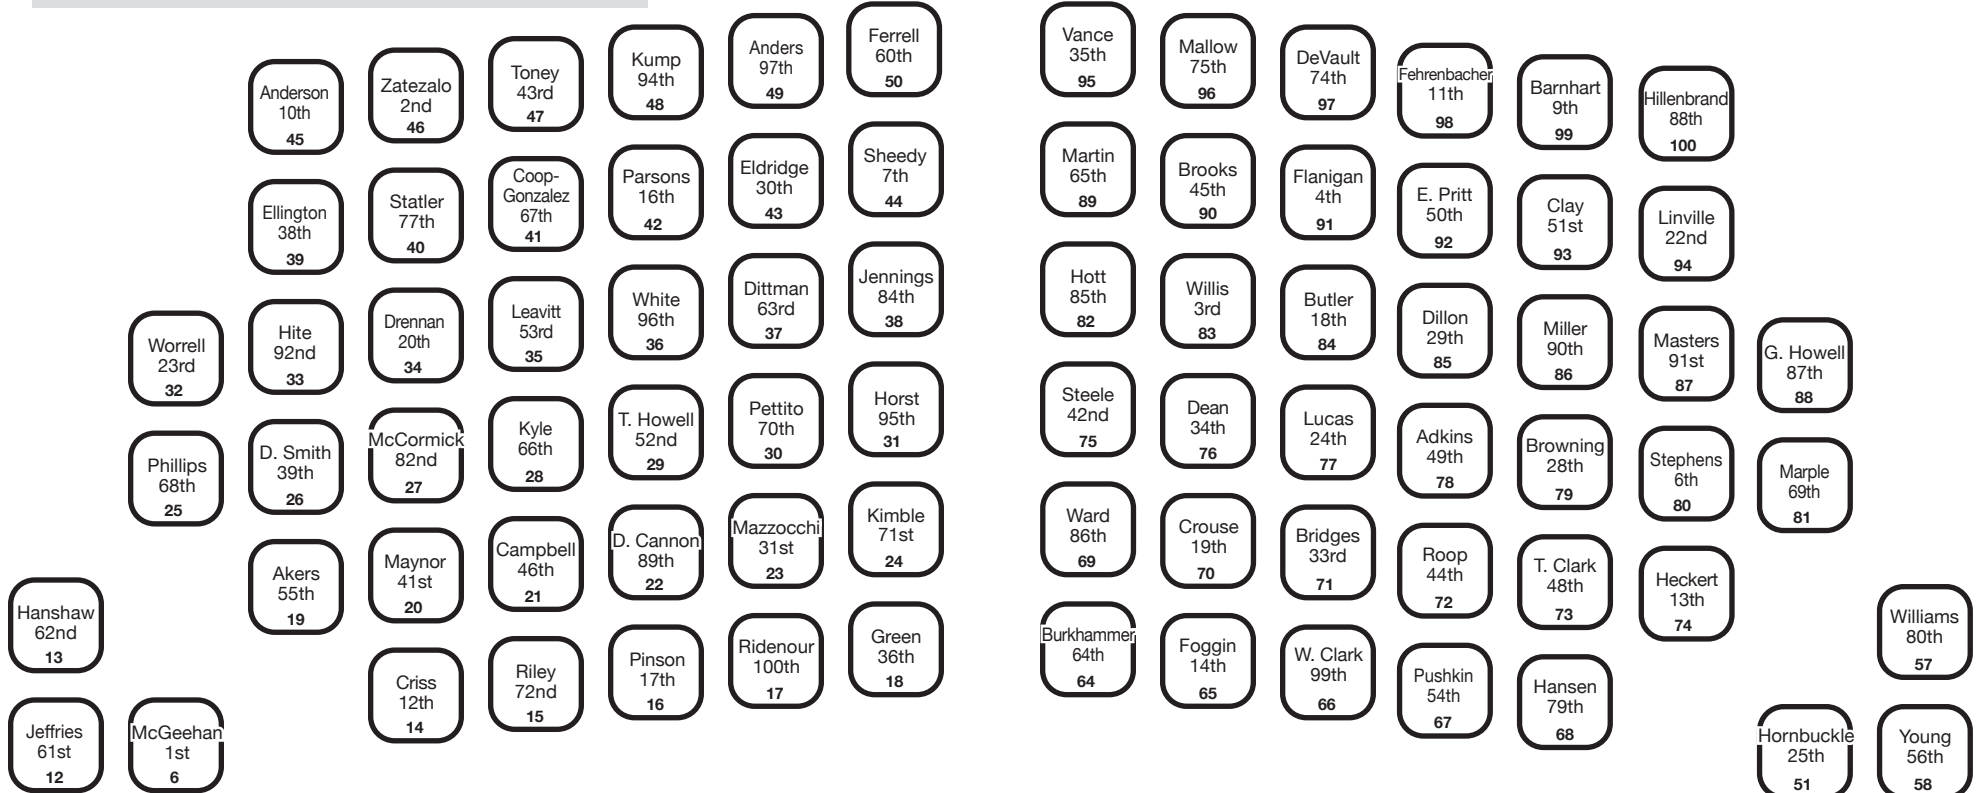 Ferrell
60th
50
Vance
35th
95
Anders
97th
49
Mallow
75th
96
Kump
94th
48
DeVault
74th
97
Toney
43rd
47
Fehrenbacher
11th
98
Zatezalo
2nd
46
Barnhart
9th
99
Anderson
10th
45
Hillenbrand
88th
100
Sheedy
7th
44
Martin
65th
89
Eldridge
30th
43
Brooks
45th
90
Parsons
16th
42
Flanigan
4th
91
Coop-
Gonzalez
67th
41
E. Pritt
50th
92
Statler
77th
40
Clay
51st
93
Ellington
38th
39
Linville
22nd
94
Jennings
84th
38
Hott
85th
82
Dittman
63rd
37
Willis
3rd
83
White
96th
36
Butler
18th
84
Leavitt
53rd
35
Dillon
29th
85
Drennan
20th
34
Miller
90th
86
Hite
92nd
33
Masters
91st
87
Worrell
23rd
32
G. Howell
87th
88
Horst
95th
31
Steele
42nd
75
Pettito
70th
30
Dean
34th
76
T. Howell
52nd
29
Lucas
24th
77
Kyle
66th
28
Adkins
49th
78
McCormick
82nd
27
Browning
28th
79
D. Smith
39th
26
Stephens
6th
80
Phillips
68th
25
Marple
69th
81
Kimble
71st
24
Ward
86th
69
Mazzocchi
31st
23
Crouse
19th
70
D. Cannon
89th
22
Bridges
33rd
71
Campbell
46th
21
Roop
44th
72
Maynor
41st
20
T. Clark
48th
73
Akers
55th
19
Heckert
13th
74
Hanshaw
62nd
13
Williams
80th
57
Green
36th
18
Burkhammer
64th
64
Ridenour
100th
17
Foggin
14th
65
Pinson
17th
16
W. Clark
99th
66
Riley
72nd
15
Pushkin
54th
67
Criss
12th
14
Hansen
79th
68
Jeffries
61st
12
McGeehan
1st
6
Hornbuckle
25th
51
Young
56th
58